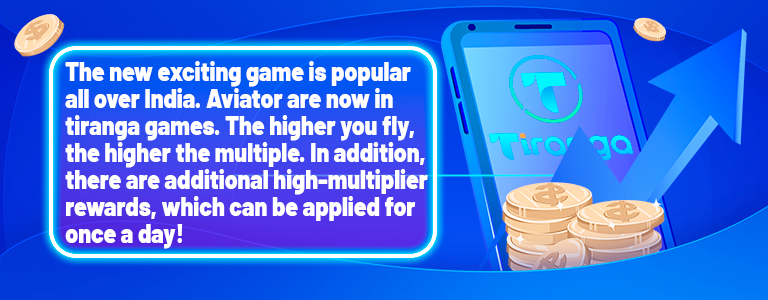 The new exciting game is popular
all over India. Aviator are now in
tiranga games. The higher you fly,
the higher the multiple. In addition,
there are additional high-multiplier
rewards, which can be applied for
once a day!
Tiranga